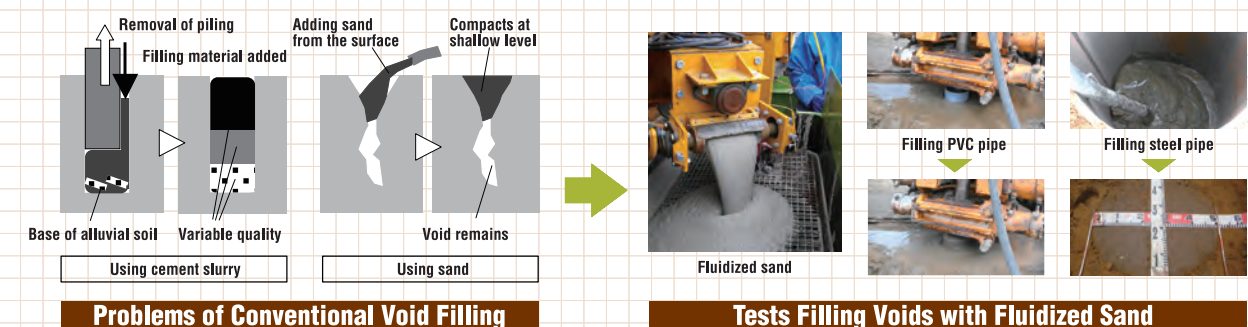 Removal of piling
Filling material added
Base of alluvial soil
Variable quality
Using cement slurry
Adding sand
from the surface
Compacts at
shallow level
Void remains
Using sand
Problems of Conventional Void Filling
Fluidized sand
Filling PVC pipe
Filling steel pipe
Tests Filling Voids with Fluidized Sand